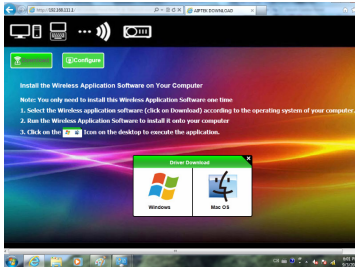 http://192.168.111.1
AIPTEK DOWNLOAD
Download
Configure
Install the Wireless Application Software on Your Computer
Note: You only need to install this Wireless Application Software one time
1. Select the Wireless application software (click on Download) according to the operating system of your computer.
2. Run the Wireless Application Software to install it onto your computer
3. Click on the Icon on the desktop to execute the application.
Driver Download
Windows
Mac OS